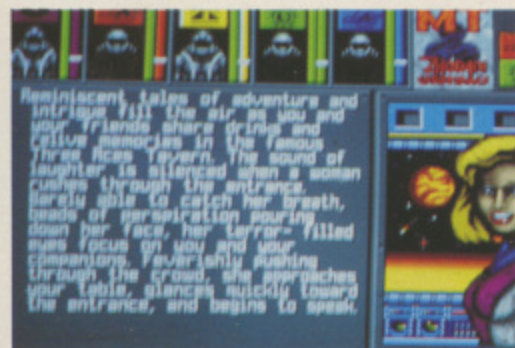 Reminiscent tales of adventure and
intrigue fill the air as you and
your friends share drinks and
relive memories in the famous
Three Aces Tavern. The sound of
laughter is silenced when a woman
rushes through the entrance.
Barely able to catch her breath,
beads of perspiration pouring
down her face, her terror- filled
eyes focus on you and your
companions. Feverishly pushing
through the crowd, she approaches
your table, glances quickly toward
the entrance, and begins to speak.